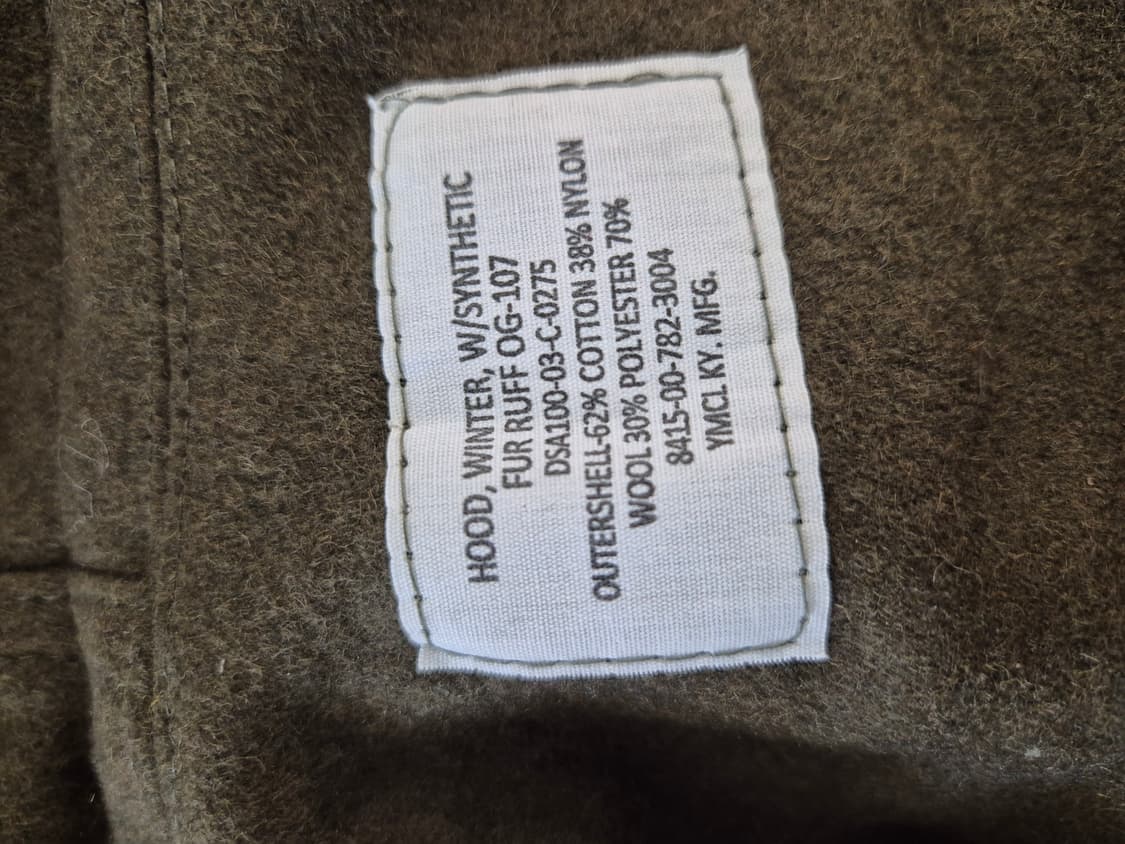 HOOD, WINTER, W/SYNTHETIC
FUR RUFF OG-107
DSA100-03-C-0275
OUTERSHELL-62% COTTON 38% NYLON
WOOL 30% POLYESTER 70%
8415-00-782-3004
YMCL KY. MFG.